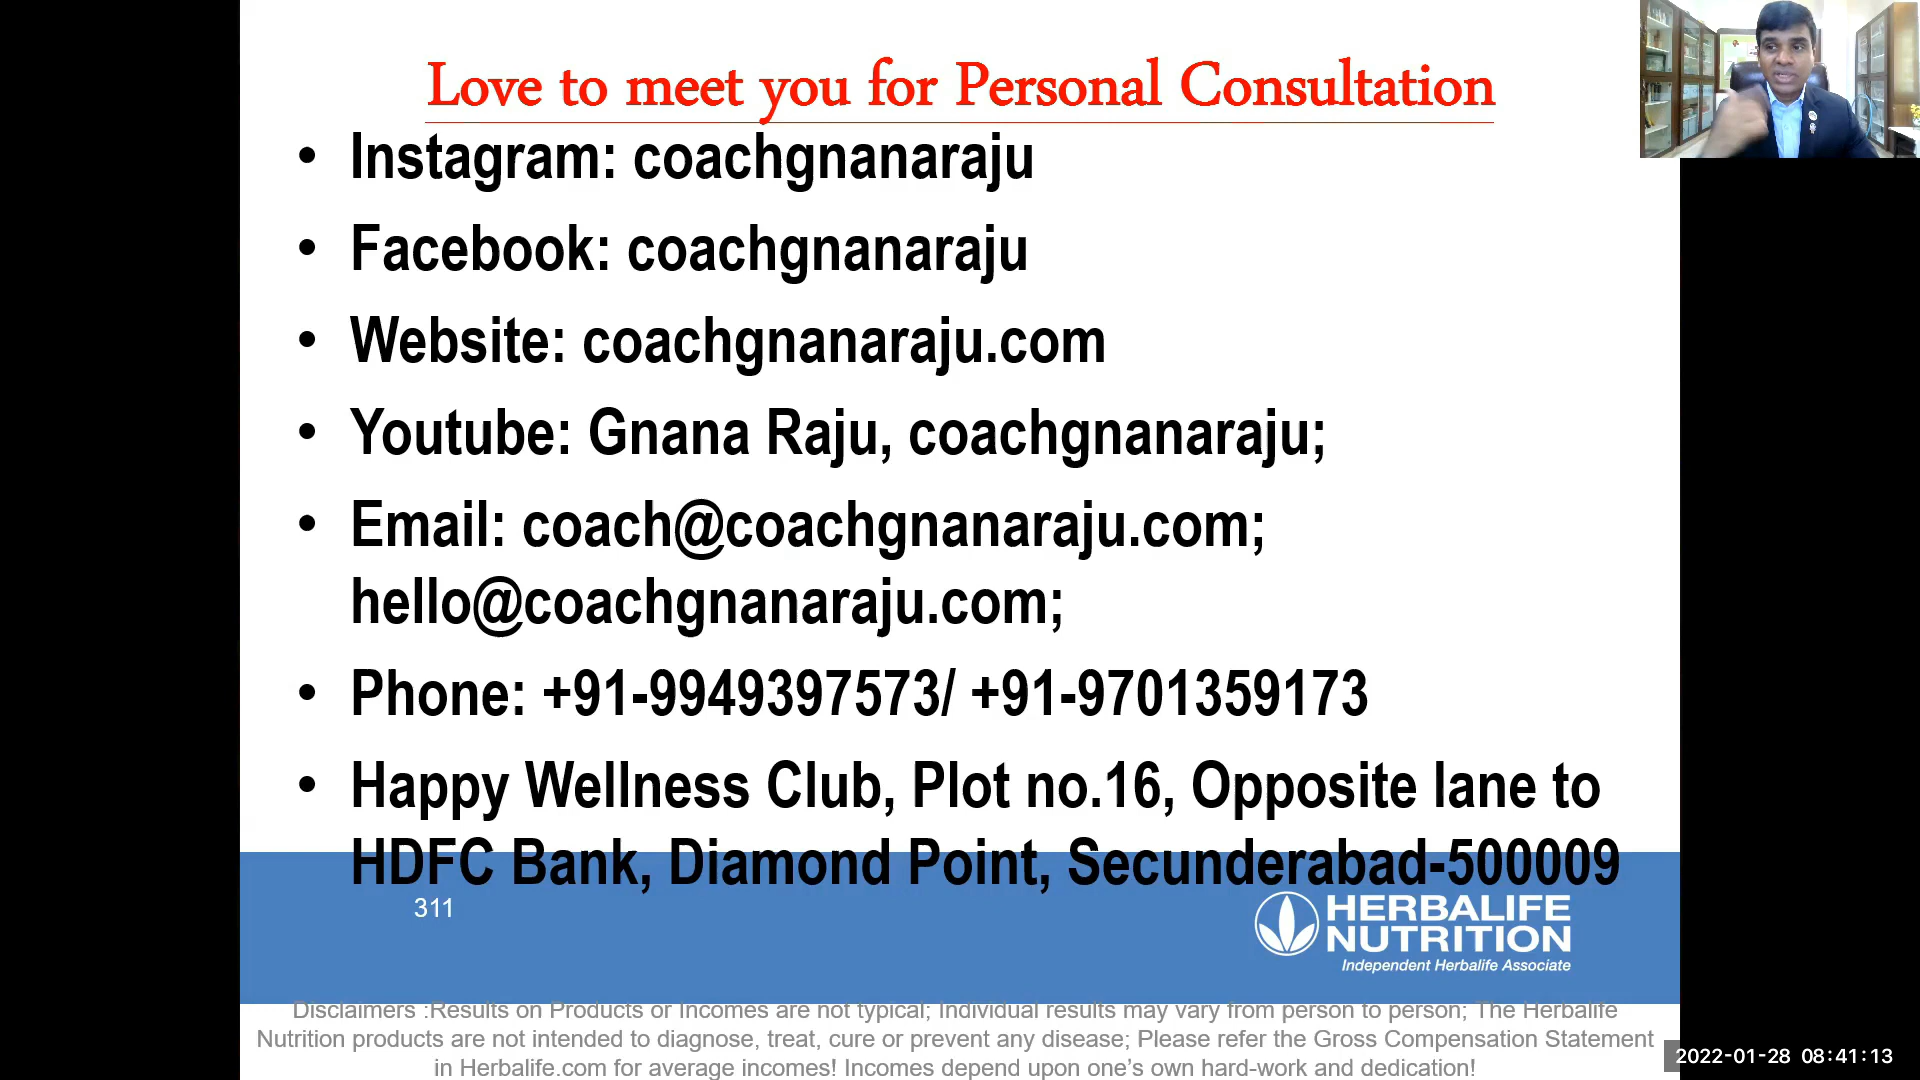 Love to meet you for Personal Consultation
• Instagram: coachgnanaraju
• Facebook: coachgnanaraju
• Website: coachgnanaraju.com
• Youtube: Gnana Raju, coachgnanaraju;
• Email: coach@coachgnanaraju.com;
hello@coachgnanaraju.com;
• Phone: +91-9949397573/ +91-9701359173
• Happy Wellness Club, Plot no.16, Opposite lane to
HDFC Bank, Diamond Point, Secunderabad-500009
311
HERBALIFE
NUTRITION
Independent Herbalife Associate
Disclaimers :Results on Products or Incomes are not typical; Individual results may vary from person to person; The Herbalife
Nutrition products are not intended to diagnose, treat, cure or prevent any disease; Please refer the Gross Compensation Statement
in Herbalife.com for average incomes! Incomes depend upon one’s own hard-work and dedication!
2022-01-28 08:41:13